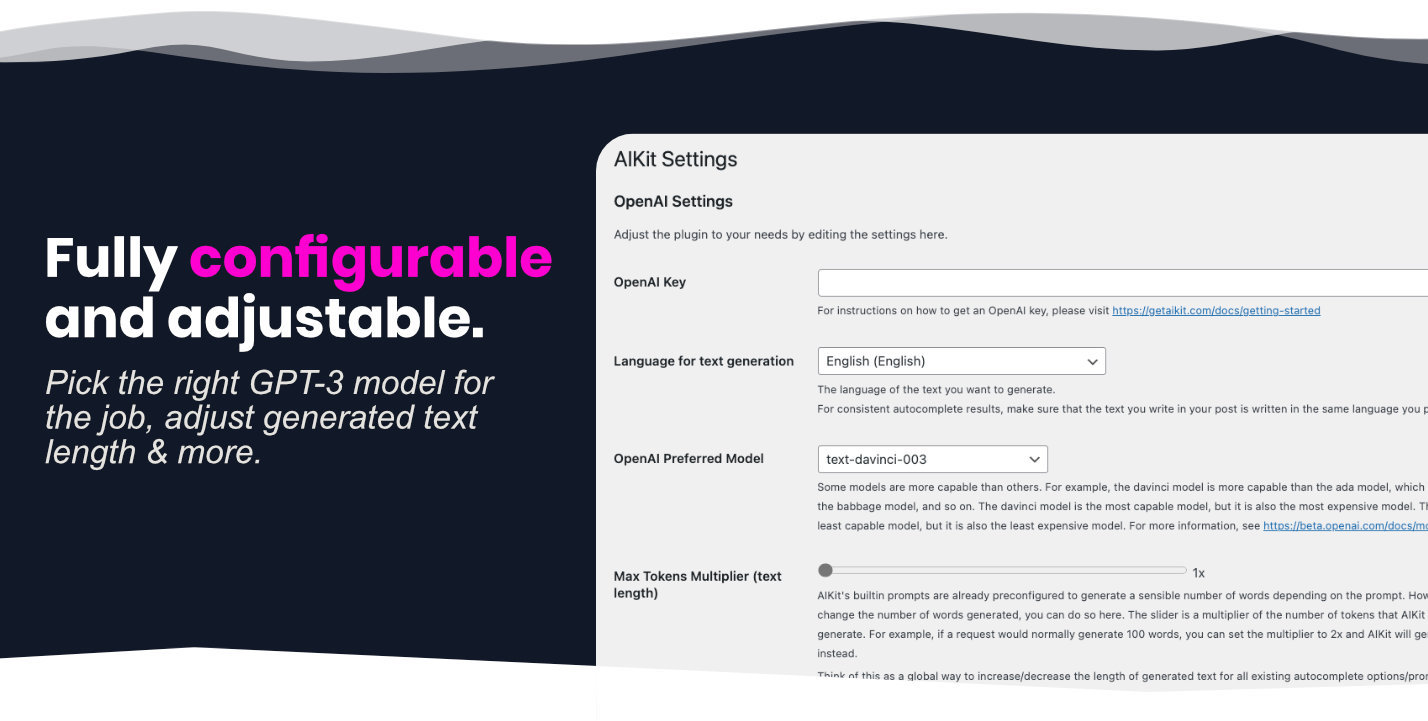 Fully configurable
and adjustable.
Pick the right GPT-3 model for
the job, adjust generated text
length & more.
AIKit Settings
OpenAI Settings
Adjust the plugin to your needs by editing the settings here.
OpenAI Key
For instructions on how to get an OpenAI key, please visit https://getaikit.com/docs/getting-started
Language for text generation
English (English)
The language of the text you want to generate.
For consistent autocomplete results, make sure that the text you write in your post is written in the same language you
OpenAI Preferred Model
text-davinci-003
Some models are more capable than others. For example, the davinci model is more capable than the ada model, which
the babbage model, and so on. The davinci model is the most capable model, but it is also the most expensive model.
least capable model, but it is also the least expensive model. For more information, see https://beta.openai.com/docs/
Max Tokens Multiplier (text
length)
1x
AIKit's builtin prompts are already preconfigured to generate a sensible number of words depending on the prompt.
change the number of words generated, you can do so here. The slider is a multiplier of the number of tokens that AIKit
generate. For example, if a request would normally generate 100 words, you can set the multiplier to 2x and AIKit will
instead.
Think of this as a global way to increase/decrease the length of generated text for all existing autocomplete